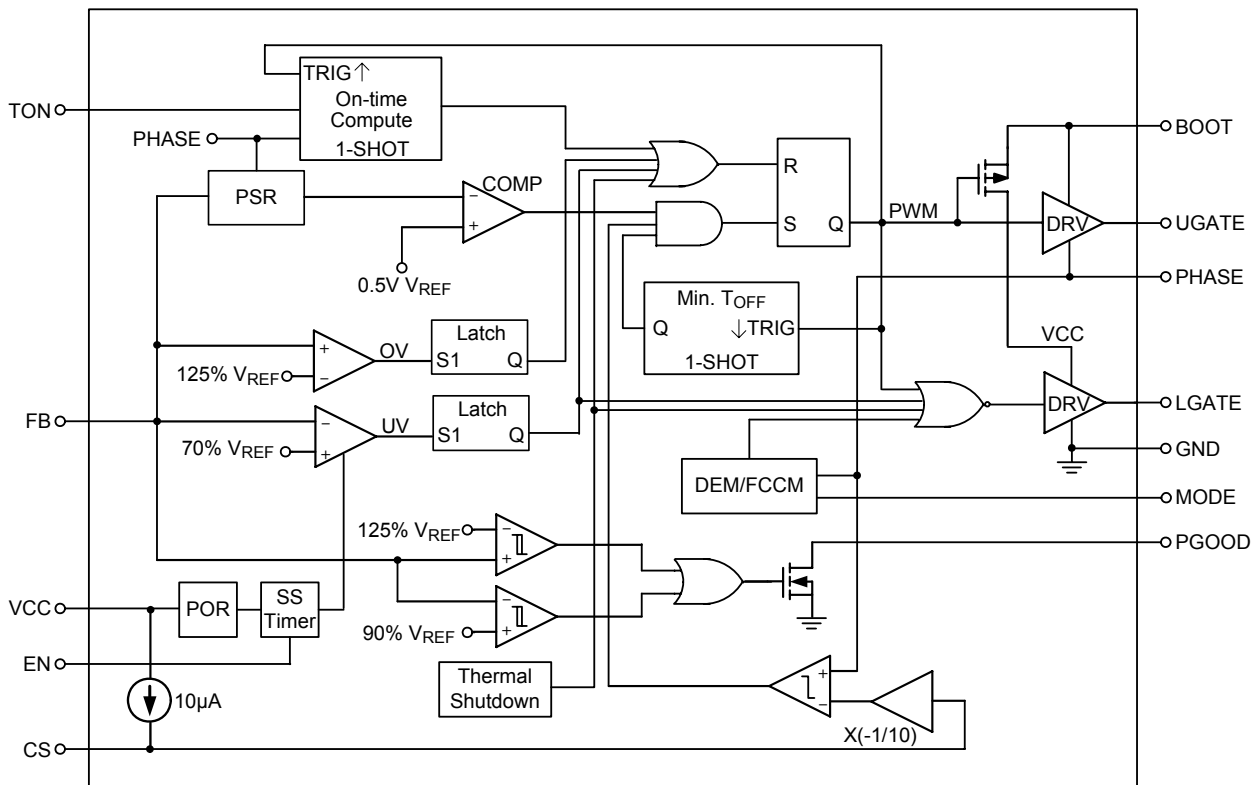 TRIG ↑
On-time
Compute
1-SHOT
TON
PHASE
PSR
COMP
−
+
0.5V VREF
R
S
Q
PWM
BOOT
DRV
UGATE
PHASE
Min. TOFF
Q
↓TRIG
1-SHOT
VCC
+
−
OV
125% VREF
Latch
S1
Q
FB
−
+
UV
70% VREF
Latch
S1
Q
DRV
LGATE
GND
DEM/FCCM
MODE
125% VREF
−
+
PGOOD
−
+
90% VREF
VCC
POR
SS
Timer
EN
10µA
Thermal
Shutdown
+
−
X(-1/10)
CS